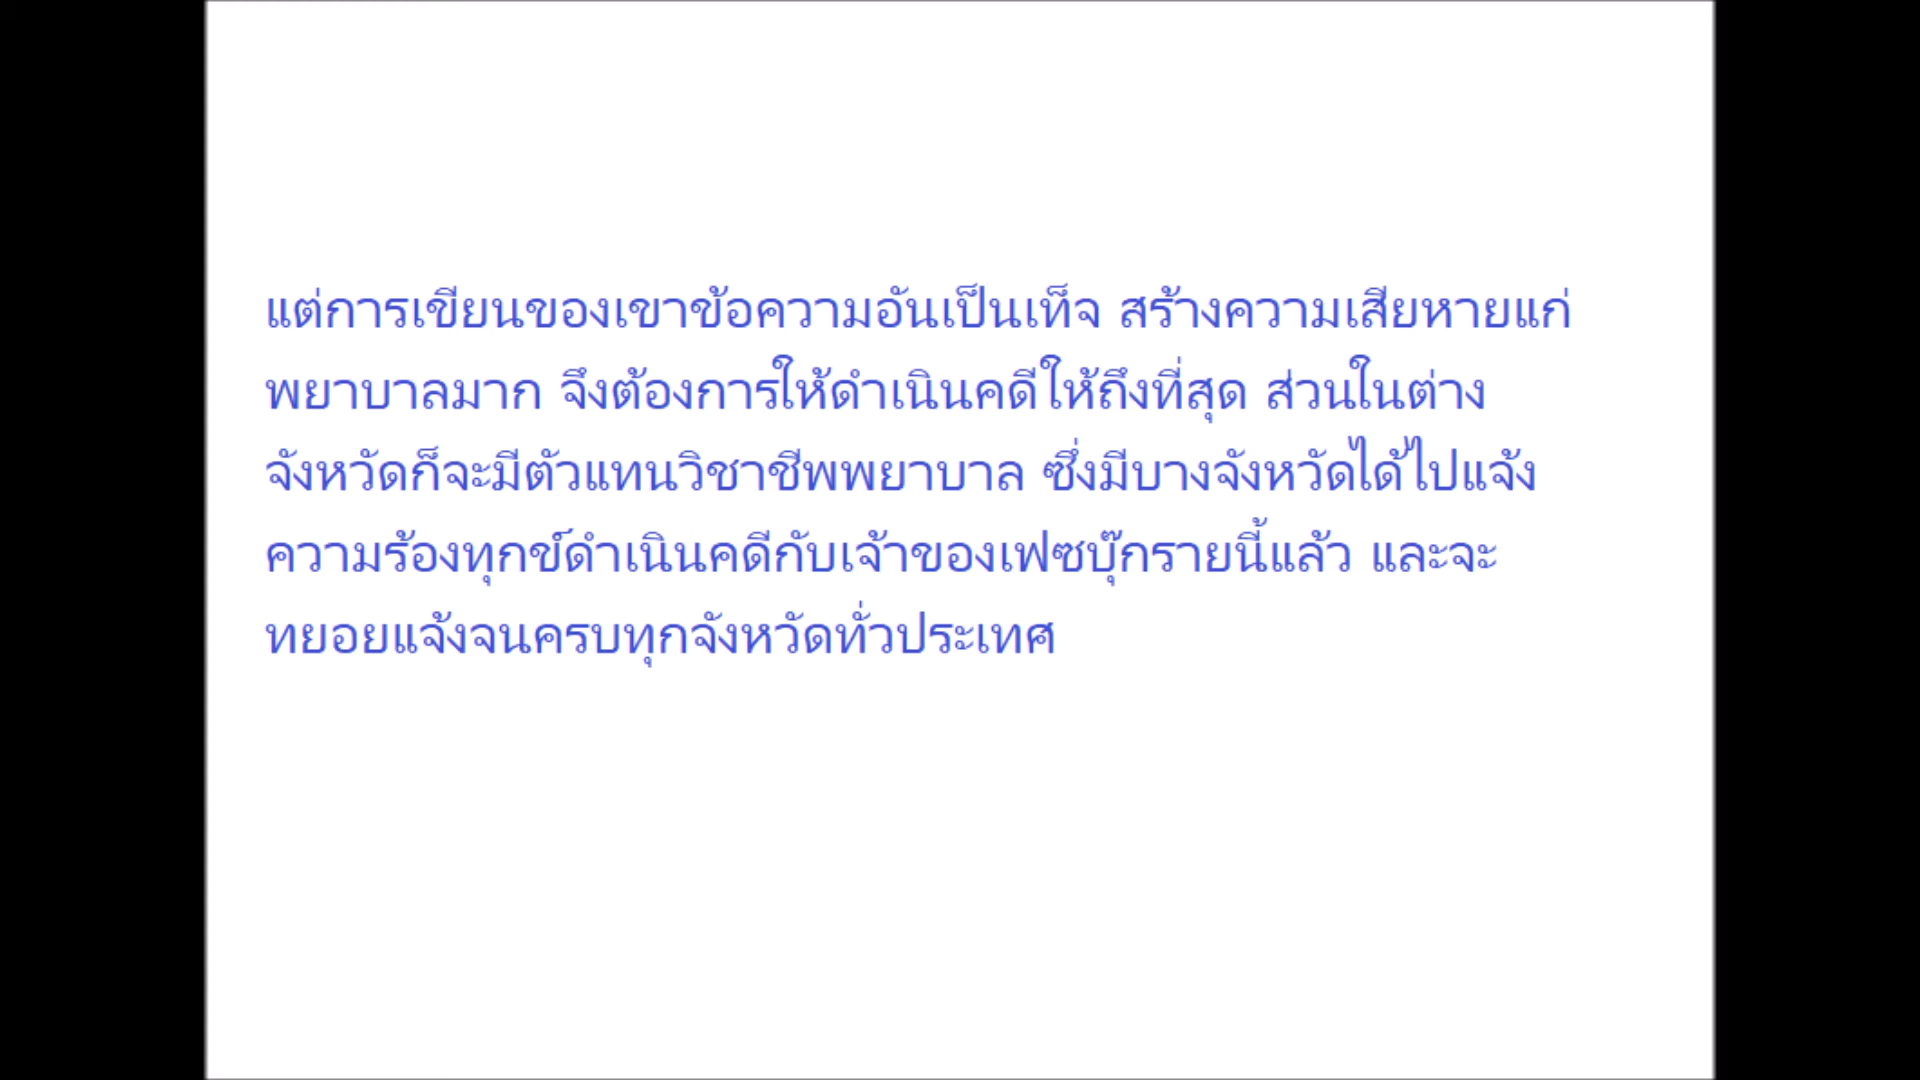 แต่การเขียนของเขาข้อความอันเป็นเท็จ สร้างความเสียหายแก่
พยาบาลมาก จึงต้องการให้ดำเนินคดีให้ถึงที่สุด ส่วนในต่าง
จังหวัดก็จะมีตัวแทนวิชาชีพพยาบาล ซึ่งมีบางจังหวัดได้ไปแจ้ง
ความร้องทุกข์ดำเนินคดีกับเจ้าของเฟซบุ๊กรายนี้แล้ว และจะ
ทยอยแจ้งจนครบทุกจังหวัดทั่วประเทศ